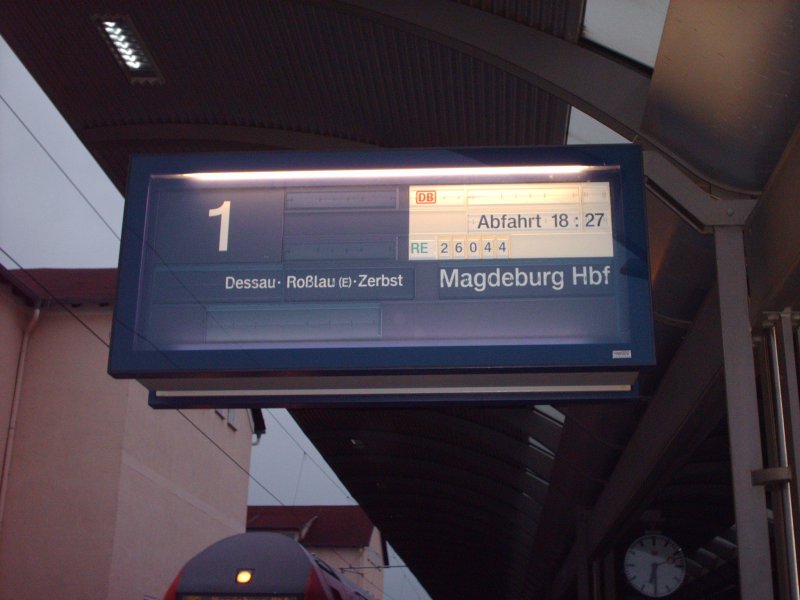 1
DB
Abfahrt 18 : 27
RE 26044
Dessau · Roßlau (E) · Zerbst
Magdeburg Hbf